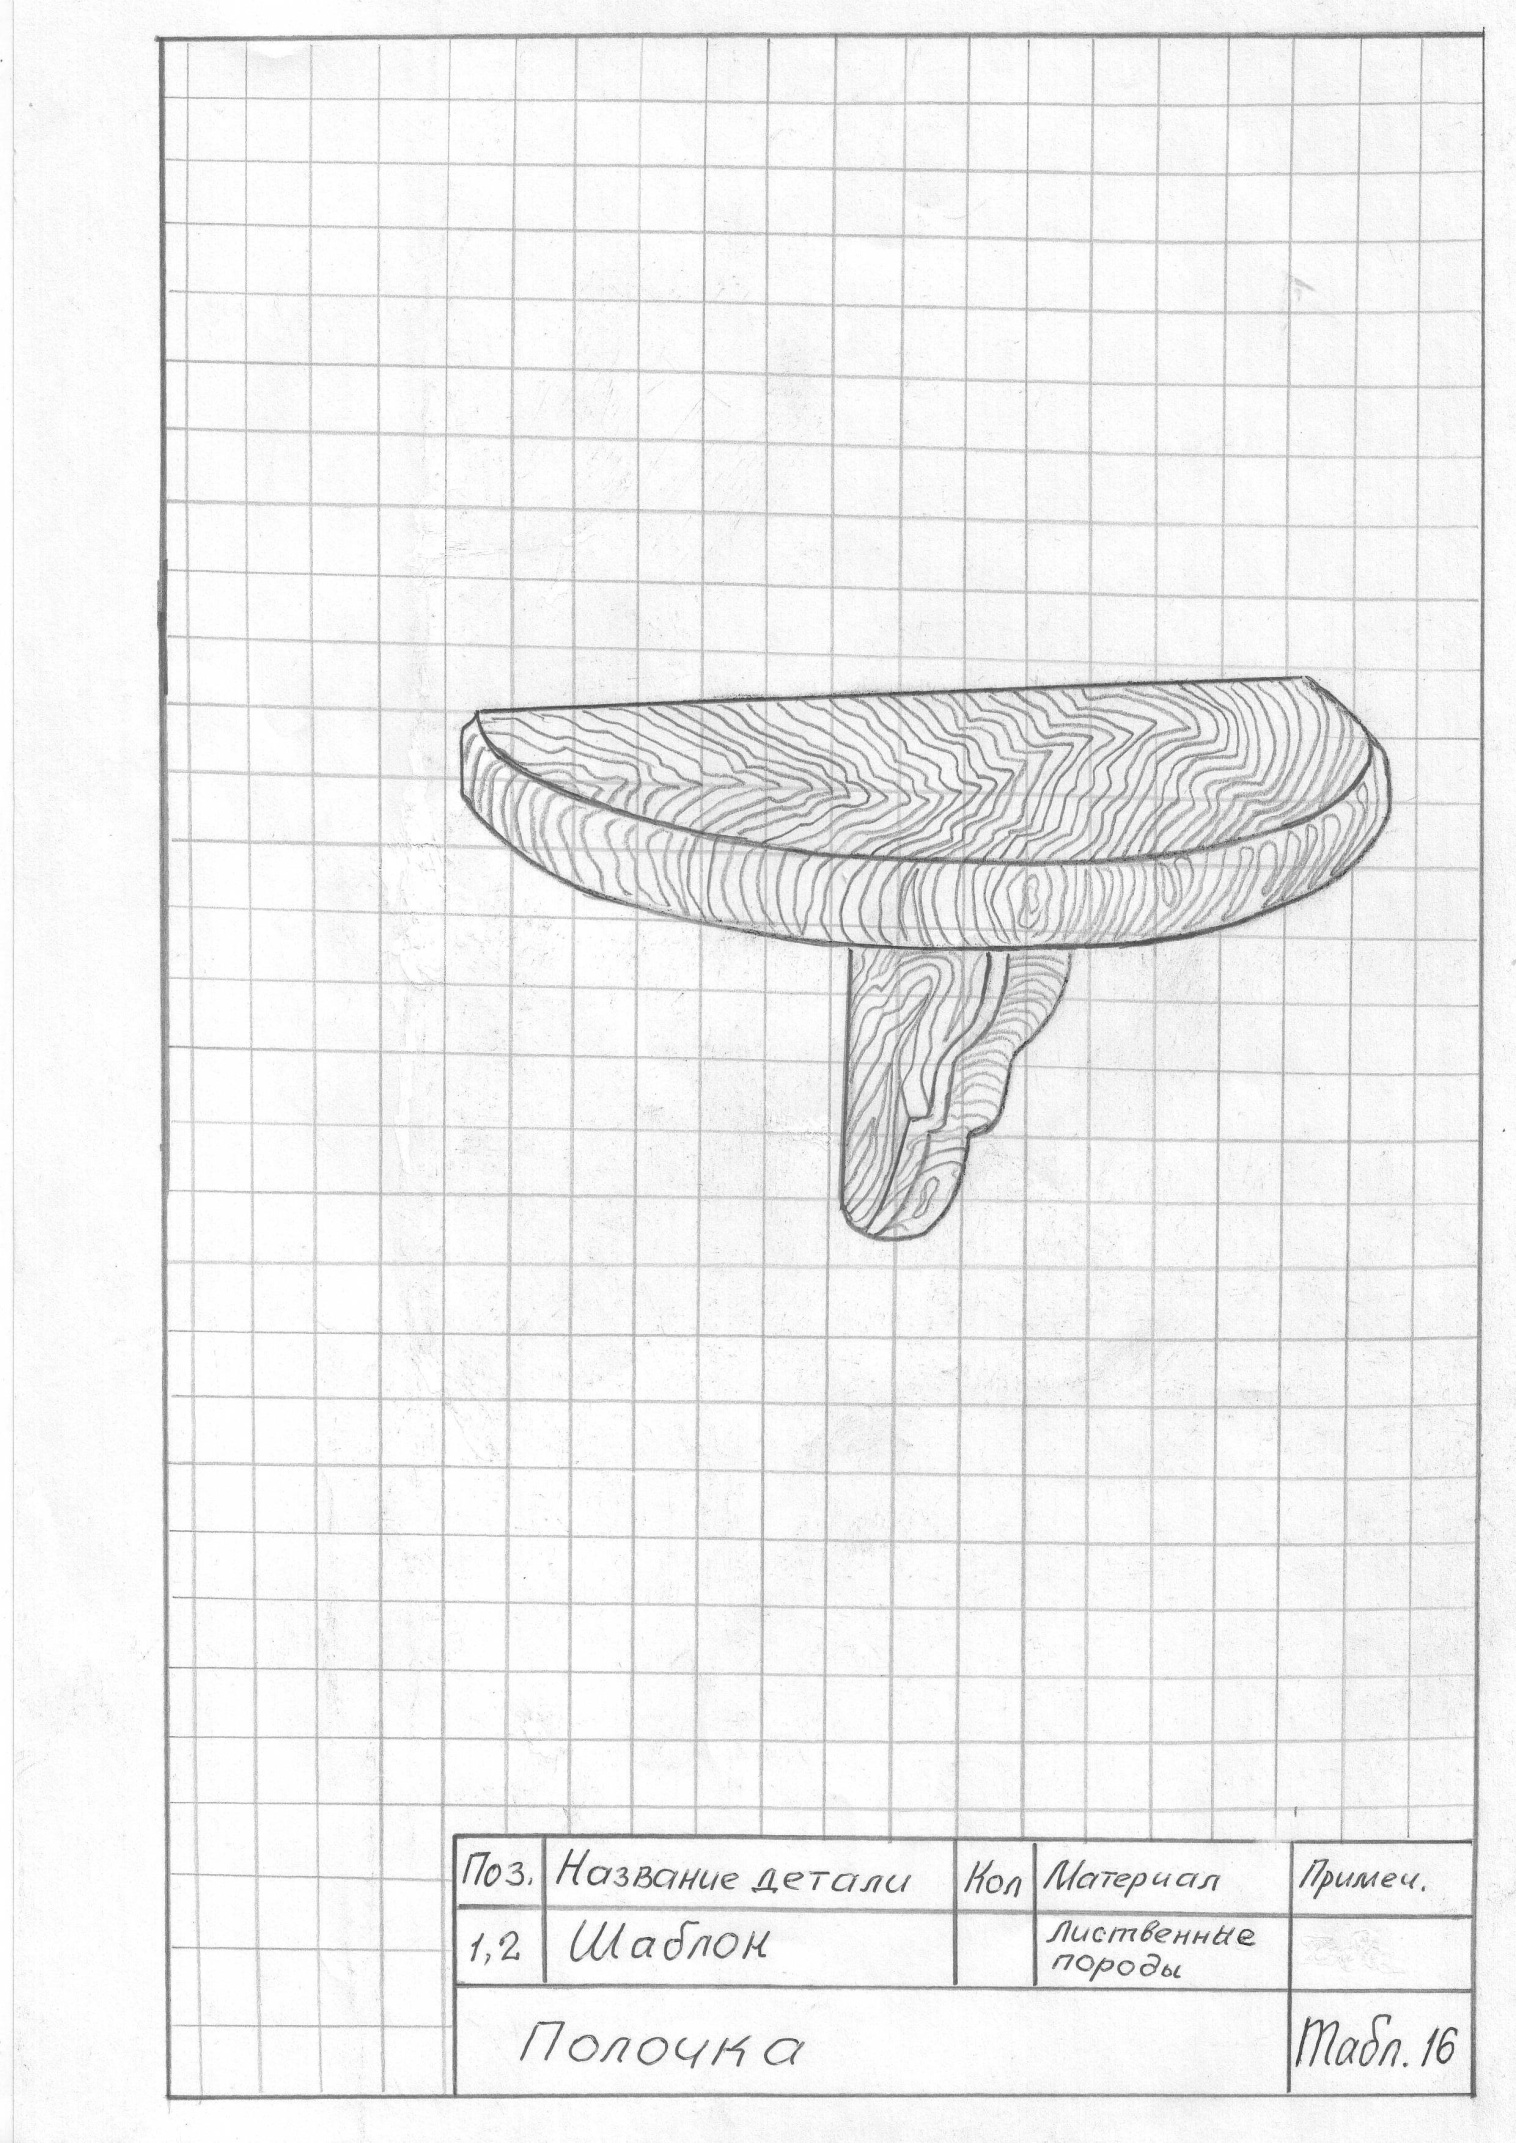 Поз. Название детали Кол Материал Примеч.
1,2 Шаблон Лиственные
породы
Полочка Табл. 16